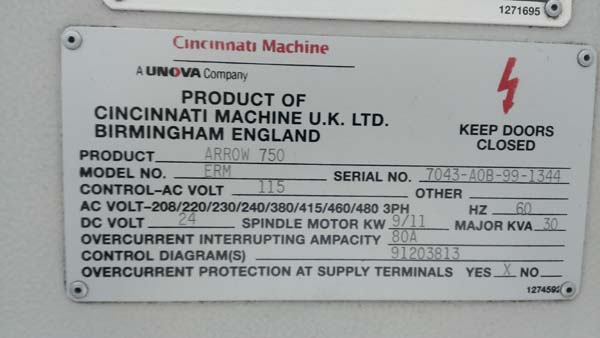 1271695
Cincinnati Machine
A UNOVA Company
PRODUCT OF
CINCINNATI MACHINE U.K. LTD.
BIRMINGHAM ENGLAND
KEEP DOORS
CLOSED
PRODUCT ARROW 750
MODEL NO. ERM SERIAL NO. 7043-A0B-99-1344
CONTROL-AC VOLT 115 OTHER
AC VOLT-208/220/230/240/380/415/460/480 3PH HZ 60
DC VOLT 24 SPINDLE MOTOR KW 9/11 MAJOR KVA 30
OVERCURRENT INTERRUPTING AMPACITY 80A
CONTROL DIAGRAM(S) 91203813
OVERCURRENT PROTECTION AT SUPPLY TERMINALS YES X NO